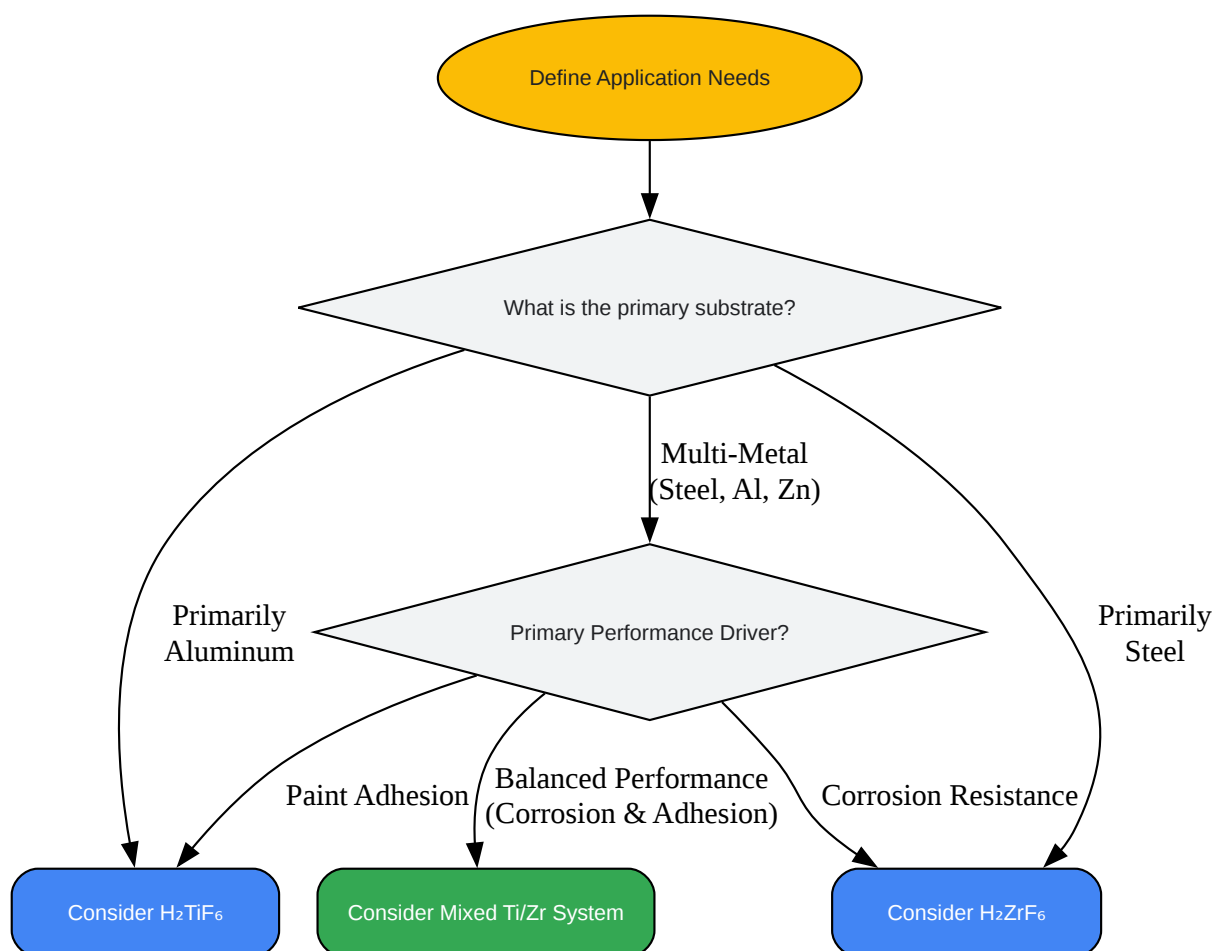 Define Application Needs
What is the primary substrate?
Multi-Metal
(Steel, Al, Zn)
Primarily
Aluminum
Primary Performance Driver?
Primarily
Steel
Paint Adhesion
Balanced Performance
(Corrosion & Adhesion)
Corrosion Resistance
Consider H₂TiF₆
Consider Mixed Ti/Zr System
Consider H₂ZrF₆